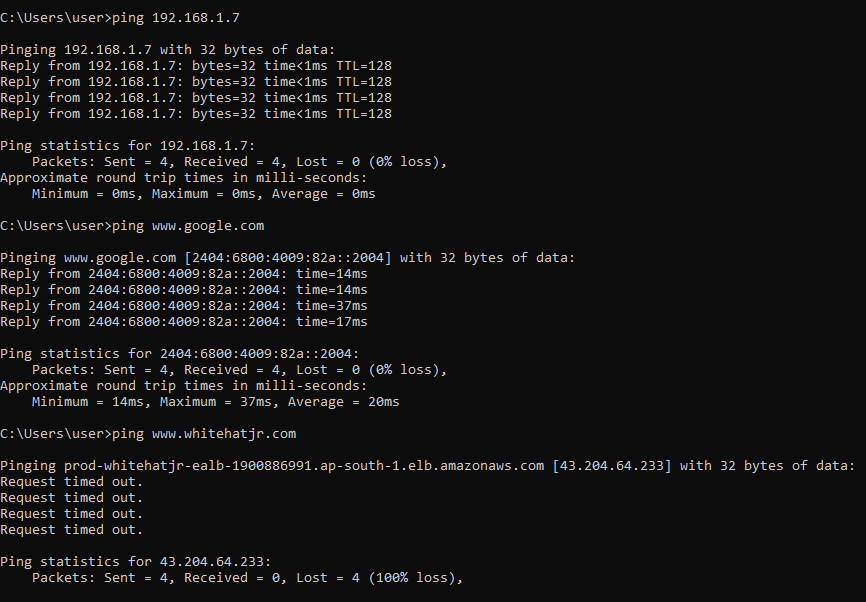 C:\Users\user>ping 192.168.1.7
Pinging 192.168.1.7 with 32 bytes of data:
Reply from 192.168.1.7: bytes=32 time<1ms TTL=128
Reply from 192.168.1.7: bytes=32 time<1ms TTL=128
Reply from 192.168.1.7: bytes=32 time<1ms TTL=128
Reply from 192.168.1.7: bytes=32 time<1ms TTL=128
Ping statistics for 192.168.1.7:
    Packets: Sent = 4, Received = 4, Lost = 0 (0% loss),
Approximate round trip times in milli-seconds:
    Minimum = 0ms, Maximum = 0ms, Average = 0ms
C:\Users\user>ping www.google.com
Pinging www.google.com [2404:6800:4009:82a::2004] with 32 bytes of data:
Reply from 2404:6800:4009:82a::2004: time=14ms
Reply from 2404:6800:4009:82a::2004: time=14ms
Reply from 2404:6800:4009:82a::2004: time=37ms
Reply from 2404:6800:4009:82a::2004: time=17ms
Ping statistics for 2404:6800:4009:82a::2004:
    Packets: Sent = 4, Received = 4, Lost = 0 (0% loss),
Approximate round trip times in milli-seconds:
    Minimum = 14ms, Maximum = 37ms, Average = 20ms
C:\Users\user>ping www.whitehatjr.com
Pinging prod-whitehatjr-ealb-1900886991.ap-south-1.elb.amazonaws.com [43.204.64.233] with 32 bytes of data:
Request timed out.
Request timed out.
Request timed out.
Request timed out.
Ping statistics for 43.204.64.233:
    Packets: Sent = 4, Received = 0, Lost = 4 (100% loss),